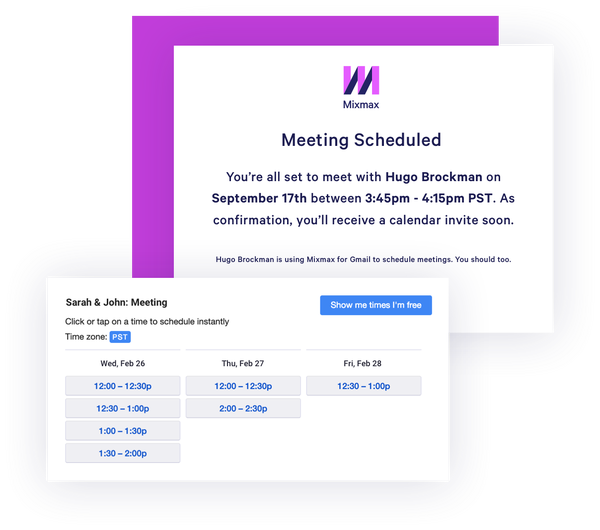 Mixmax
Meeting Scheduled
You’re all set to meet with Hugo Brockman on
September 17th between 3:45pm - 4:15pm PST. As
confirmation, you’ll receive a calendar invite soon.
Hugo Brockman is using Mixmax for Gmail to schedule meetings. You should too.
Sarah & John: Meeting
Show me times I'm free
Click or tap on a time to schedule instantly
Time zone: PST
Wed, Feb 26 Thu, Feb 27 Fri, Feb 28
12:00 – 12:30p 12:00 – 12:30p 12:30 – 1:00p
12:30 – 1:00p 2:00 – 2:30p
1:00 – 1:30p
1:30 – 2:00p